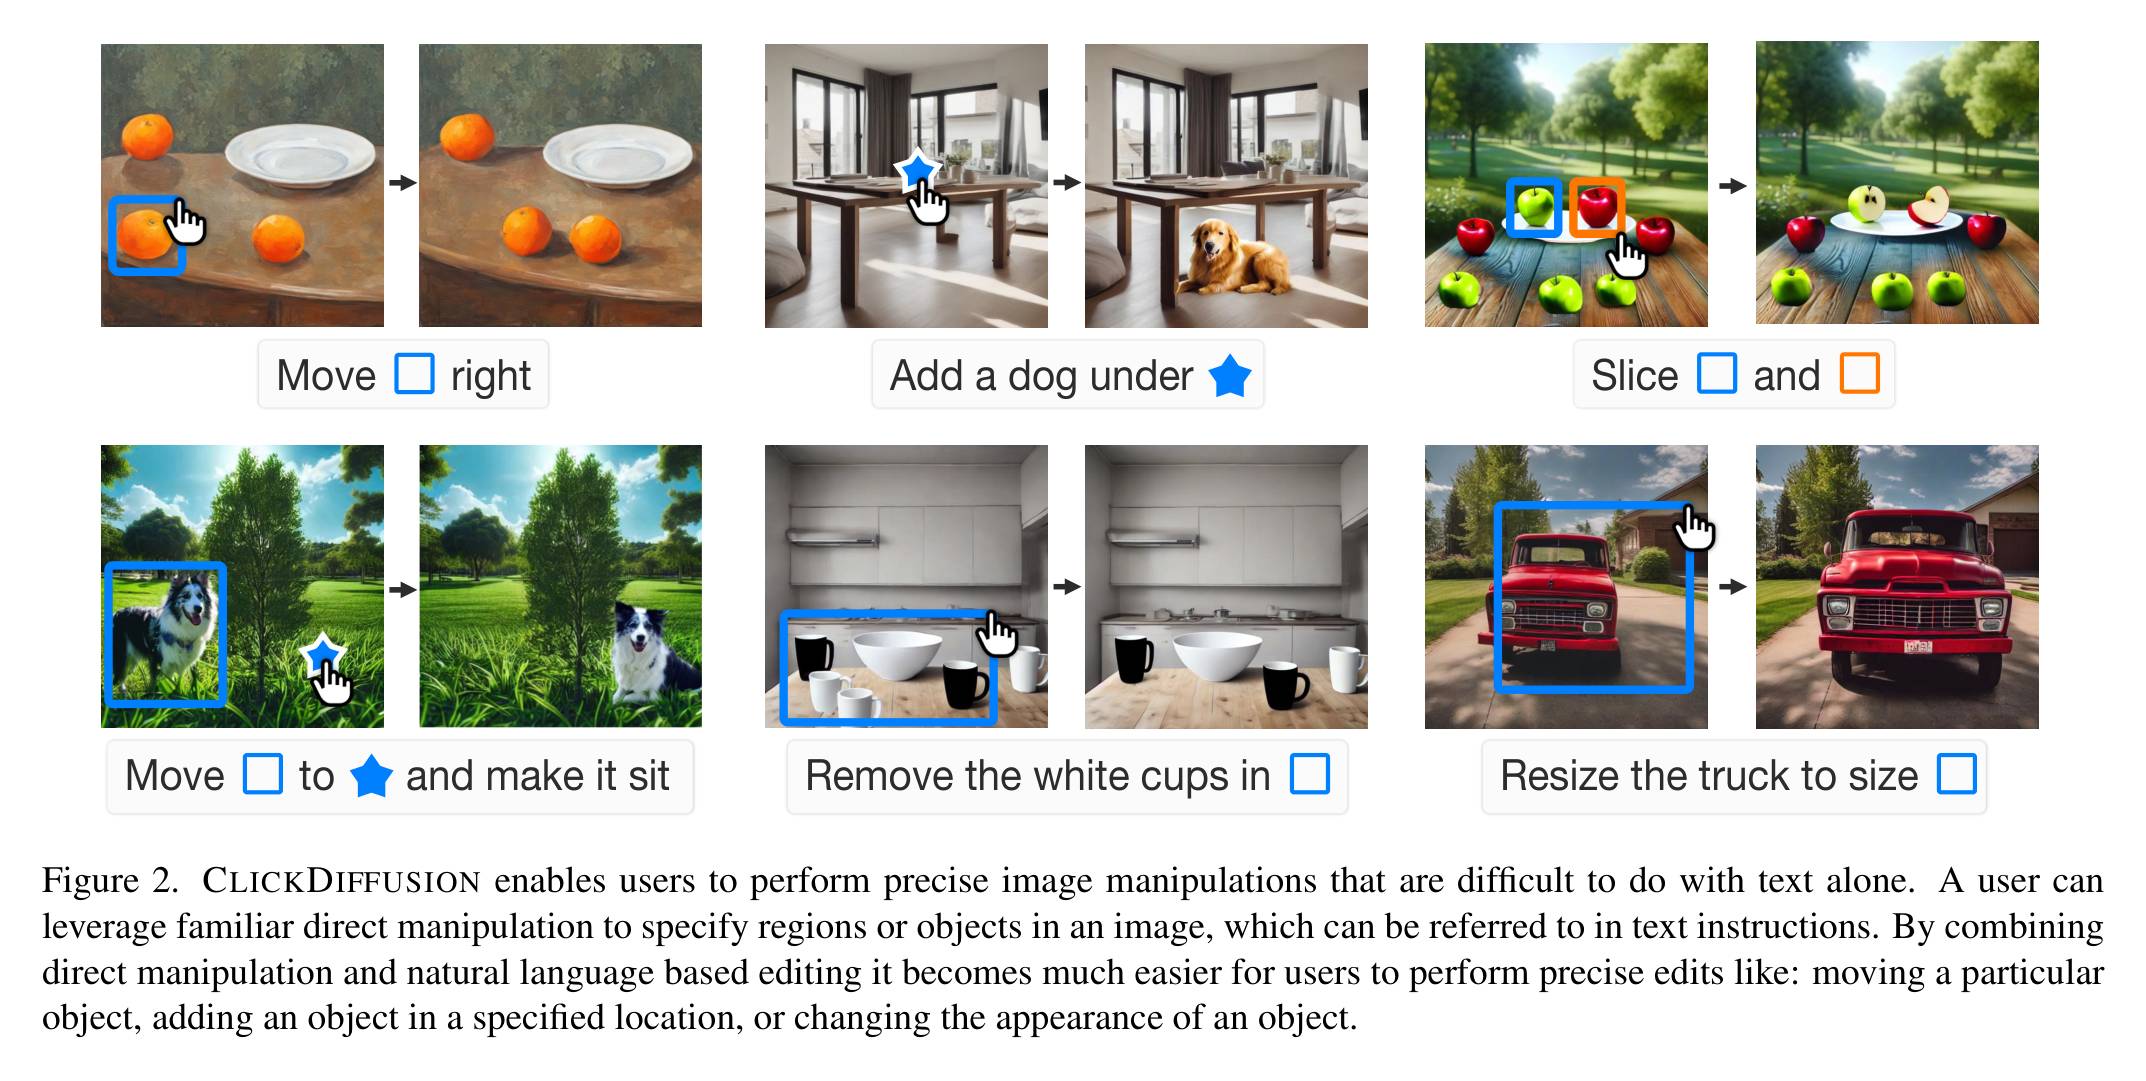 Move right
Add a dog under
Slice and
Move to and make it sit
Remove the white cups in
Resize the truck to size
Figure 2. CLICKDIFFUSION enables users to perform precise image manipulations that are difficult to do with text alone. A user can
leverage familiar direct manipulation to specify regions or objects in an image, which can be referred to in text instructions. By combining
direct manipulation and natural language based editing it becomes much easier for users to perform precise edits like: moving a particular
object, adding an object in a specified location, or changing the appearance of an object.